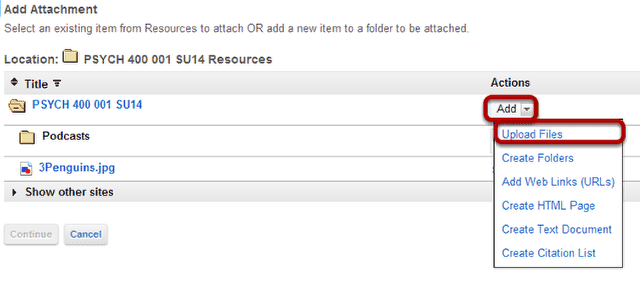 Add Attachment
Select an existing item from Resources to attach OR add a new item to a folder to be attached.
Location: PSYCH 400 001 SU14 Resources
Title Actions
PSYCH 400 001 SU14 Add
Podcasts Upload Files
Create Folders
3Penguins.jpg
Add Web Links (URLs)
Show other sites
Create HTML Page
Create Text Document
Continue Cancel
Create Citation List